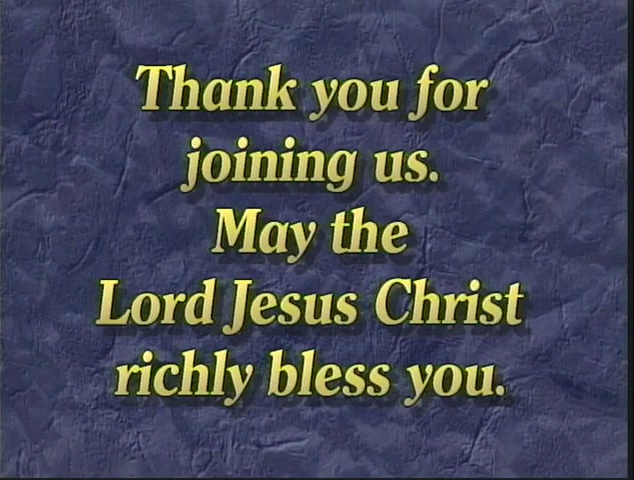 Thank you for
joining us.
May the
Lord Jesus Christ
richly bless you.